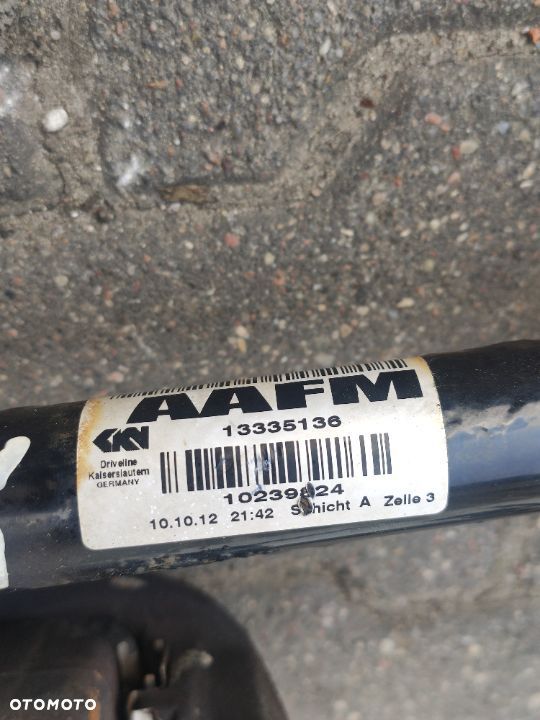 AAFM
13335136
GKN
Driveline
Kaiserslautern
GERMANY
10.10.12 21:42 Schicht A Zelle 3
OTOMOTO